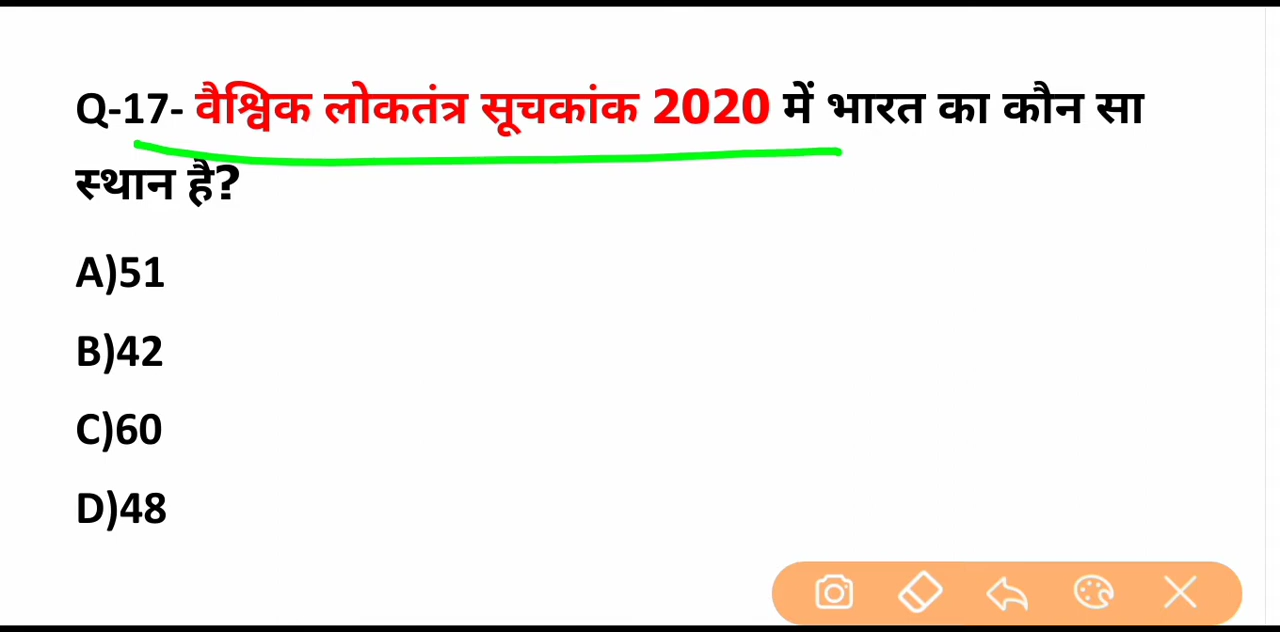 Q-17- वैश्विक लोकतंत्र सूचकांक 2020 में भारत का कौन सा
स्थान है?
A)51
B)42
C)60
D)48